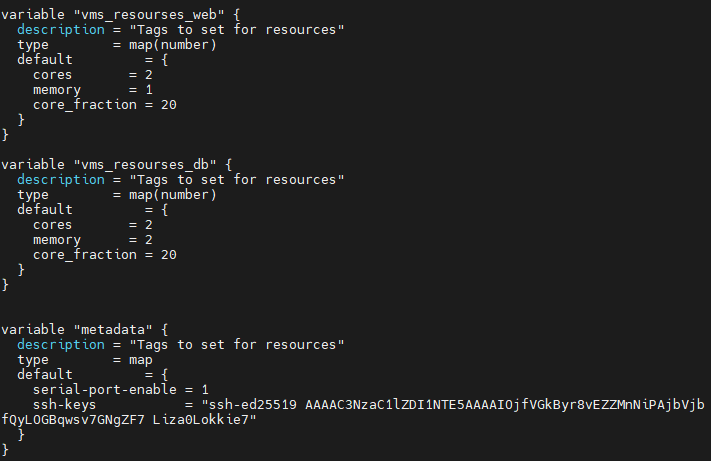 variable "vms_resourses_web" {
  description = "Tags to set for resources"
  type        = map(number)
  default         = {
    cores       = 2
    memory      = 1
    core_fraction = 20
  }
}
variable "vms_resourses_db" {
  description = "Tags to set for resources"
  type        = map(number)
  default         = {
    cores       = 2
    memory      = 2
    core_fraction = 20
  }
}
variable "metadata" {
  description = "Tags to set for resources"
  type        = map
  default         = {
    serial-port-enable = 1
    ssh-keys           = "ssh-ed25519 AAAAC3NzaC1lZDI1NTE5AAAAIOjfVGkByr8vEZZMnNiPAjbVjb
fQyLOGBqwsv7GNgZF7 Liza0Lokkie7"
  }
}